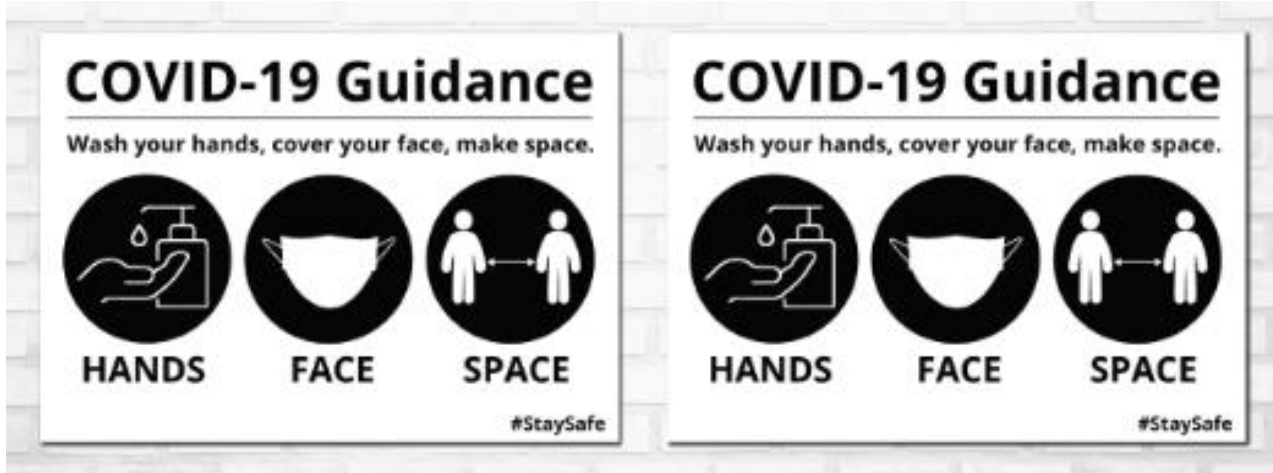 COVID-19 Guidance
Wash your hands, cover your face, make space.
HANDS FACE SPACE
#StaySafe
COVID-19 Guidance
Wash your hands, cover your face, make space.
HANDS FACE SPACE
#StaySafe